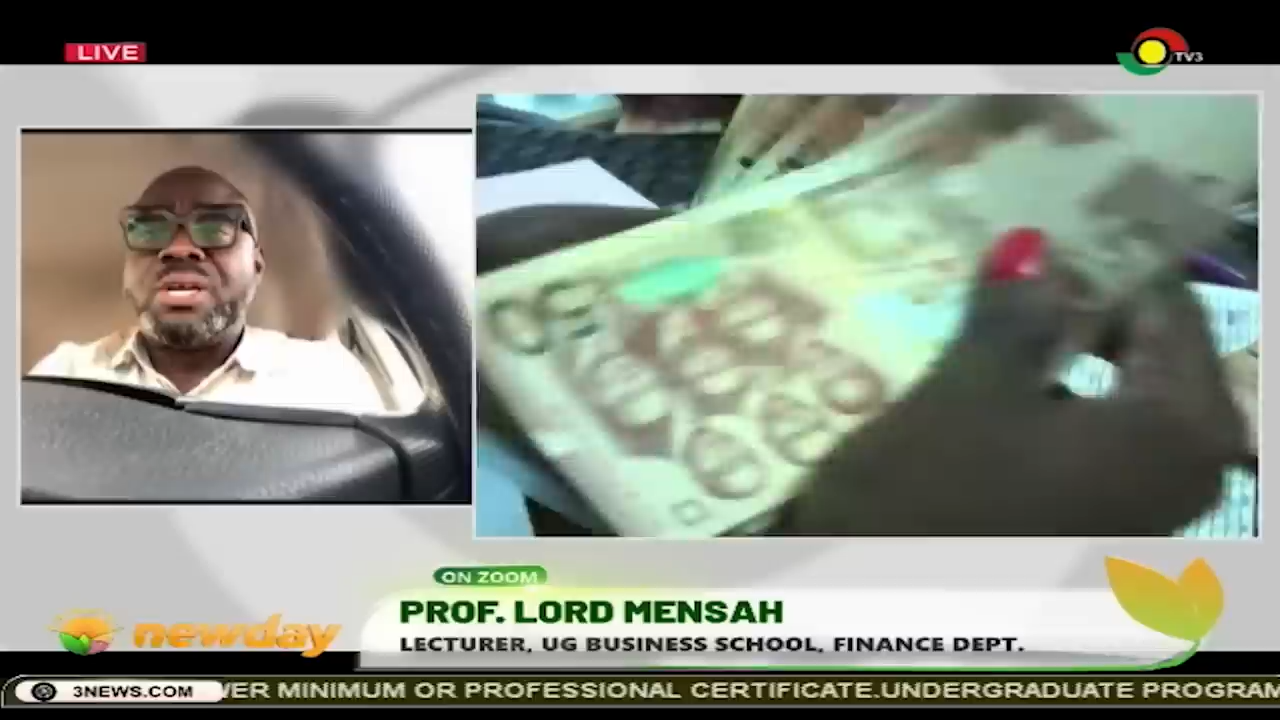 LIVE
TV3
ON ZOOM
PROF. LORD MENSAH
newday
LECTURER, UG BUSINESS SCHOOL, FINANCE DEPT.
3NEWS.COM
VER MINIMUM OR PROFESSIONAL CERTIFICATE.UNDERGRADUATE PROGRAM